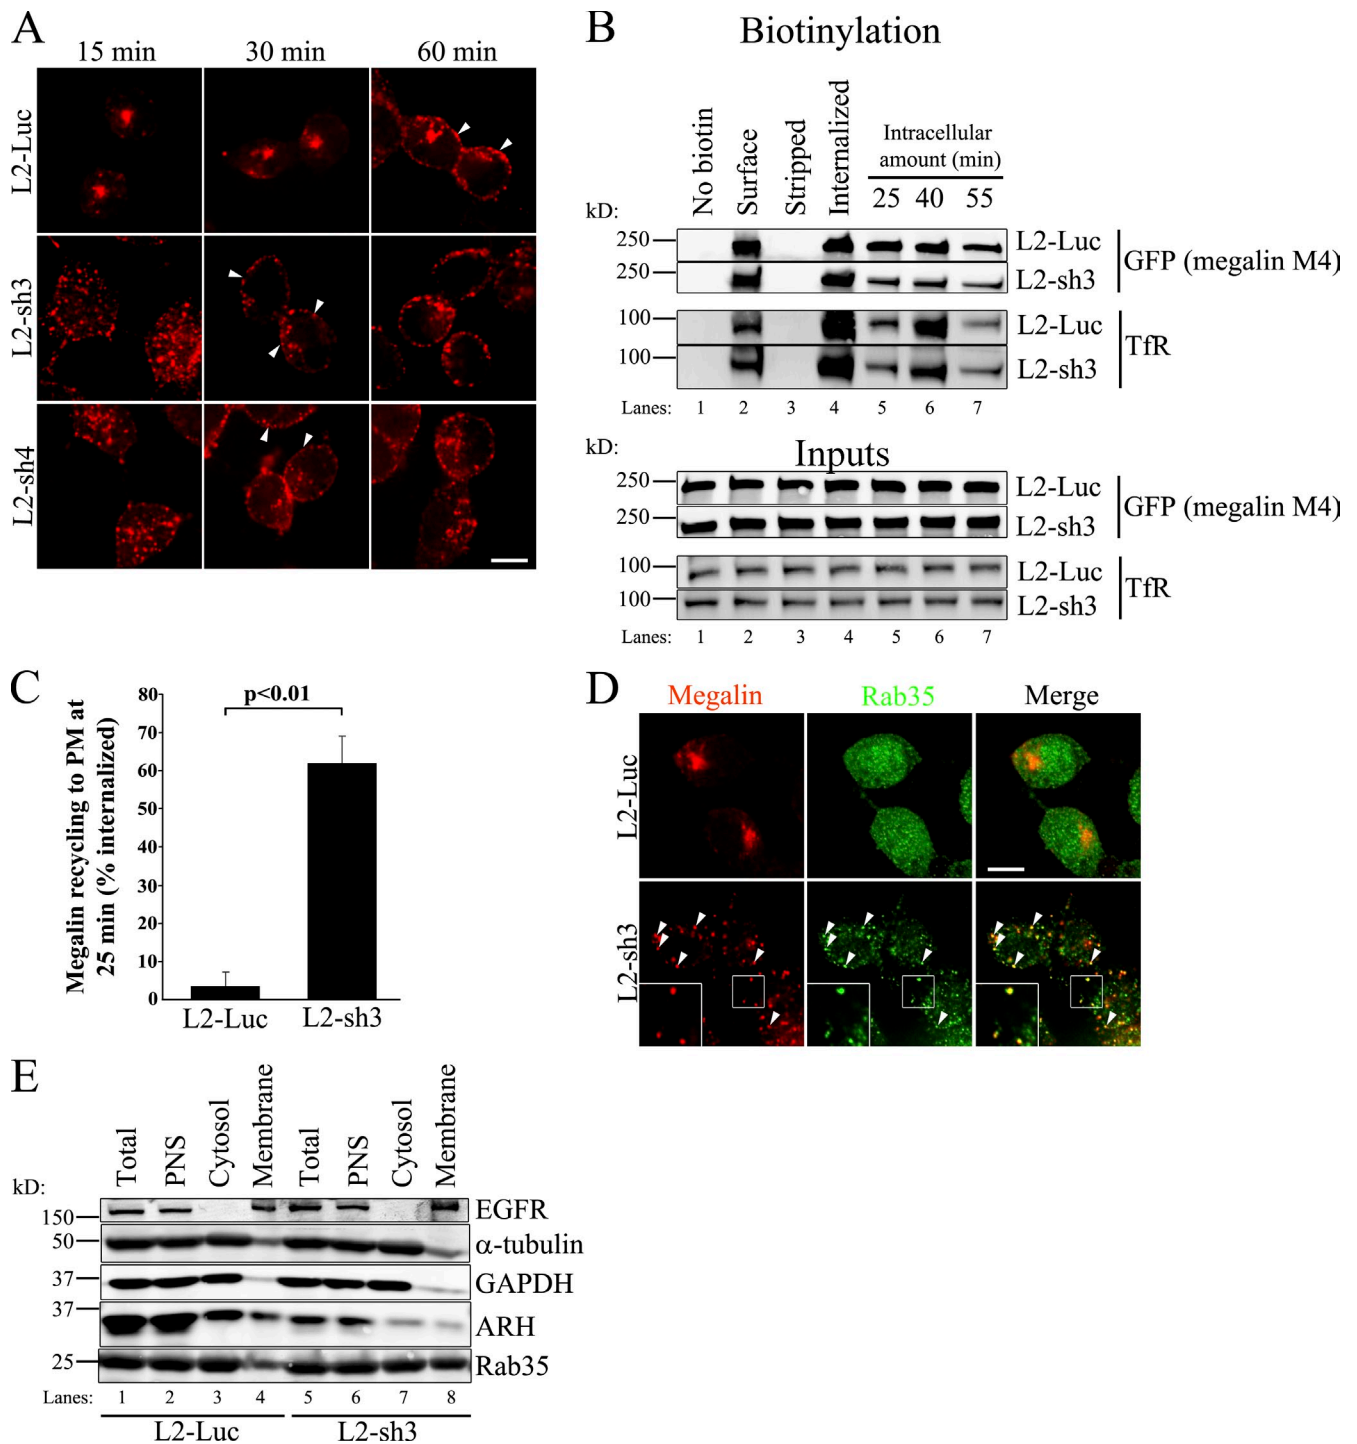 A
15 min 30 min 60 min
L2-Luc
L2-sh3
L2-sh4
B
Biotinylation
No biotin
Surface
Stripped
Internalized
Intracellular
amount (min)
25 40 55
kD:
250 L2-Luc
250 L2-sh3
GFP (megalin M4)
100 L2-Luc
100 L2-sh3
TfR
Lanes: 1 2 3 4 5 6 7
kD:
Inputs
250 L2-Luc
250 L2-sh3
GFP (megalin M4)
100 L2-Luc
100 L2-sh3
TfR
Lanes: 1 2 3 4 5 6 7
C
Megalin recycling to PM at
25 min (% internalized)
80
70
60
50
40
30
20
10
0
p<0.01
L2-Luc L2-sh3
D
Megalin Rab35 Merge
L2-Luc
L2-sh3
E
Total
PNS
Cytosol
Membrane
Total
PNS
Cytosol
Membrane
kD:
150 EGFR
50 α-tubulin
37 GAPDH
37 ARH
25 Rab35
Lanes: 1 2 3 4 5 6 7 8
L2-Luc L2-sh3